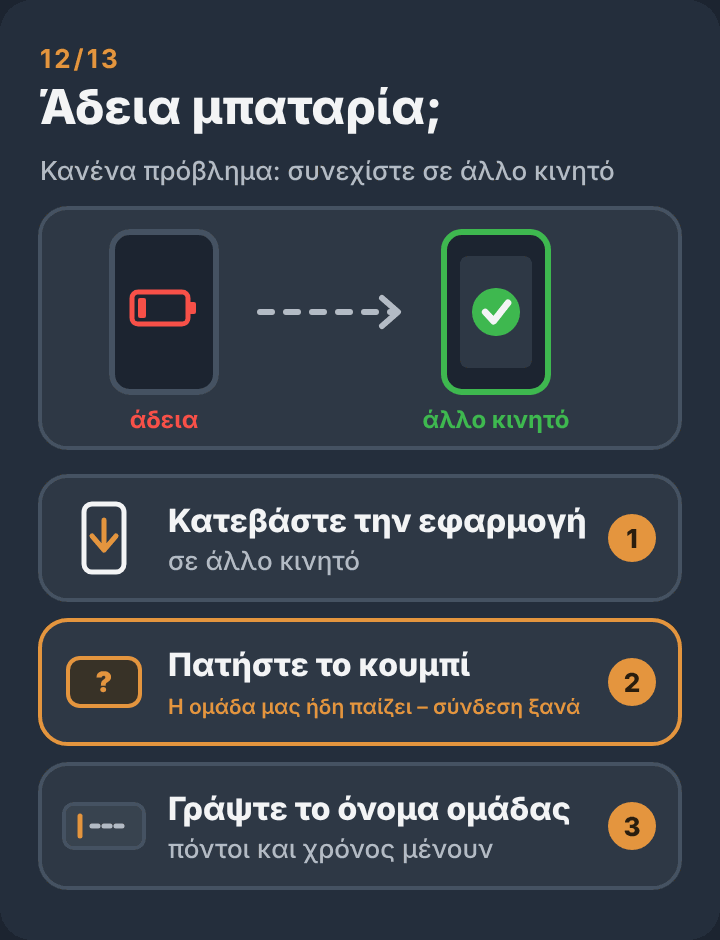 12/13
Άδεια μπαταρία;
Κανένα πρόβλημα: συνεχίστε σε άλλο κινητό
άδεια
άλλο κινητό
Κατεβάστε την εφαρμογή
σε άλλο κινητό
1
?
Πατήστε το κουμπί
Η ομάδα μας ήδη παίζει – σύνδεση ξανά
2
Γράψτε το όνομα ομάδας
πόντοι και χρόνος μένουν
3